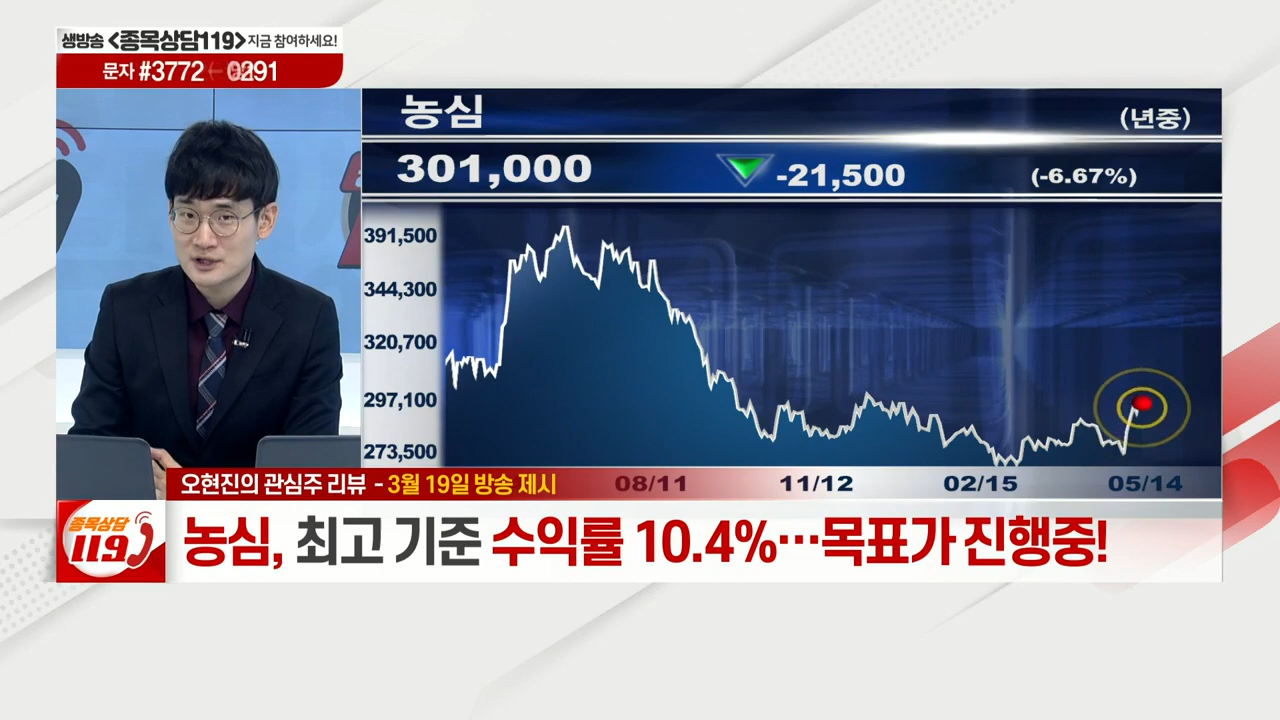 생방송 <종목상담119> 지금 참여하세요!
문자 #3772
농심
(년중)
301,000 -21,500 (-6.67%)
391,500
344,300
320,700
297,100
273,500
08/11 11/12 02/15 05/14
오현진의 관심주 리뷰 - 3월 19일 방송 제시
종목상담
119
농심, 최고 기준 수익률 10.4%…목표가 진행중!